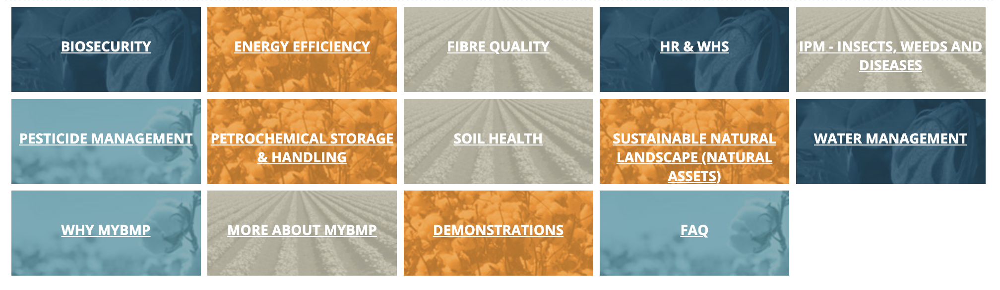 BIOSECURITY
ENERGY EFFICIENCY
FIBRE QUALITY
HR & WHS
IPM - INSECTS, WEEDS AND
DISEASES
PESTICIDE MANAGEMENT
PETROCHEMICAL STORAGE
& HANDLING
SOIL HEALTH
SUSTAINABLE NATURAL
LANDSCAPE (NATURAL
ASSETS)
WATER MANAGEMENT
WHY MYBMP
MORE ABOUT MYBMP
DEMONSTRATIONS
FAQ